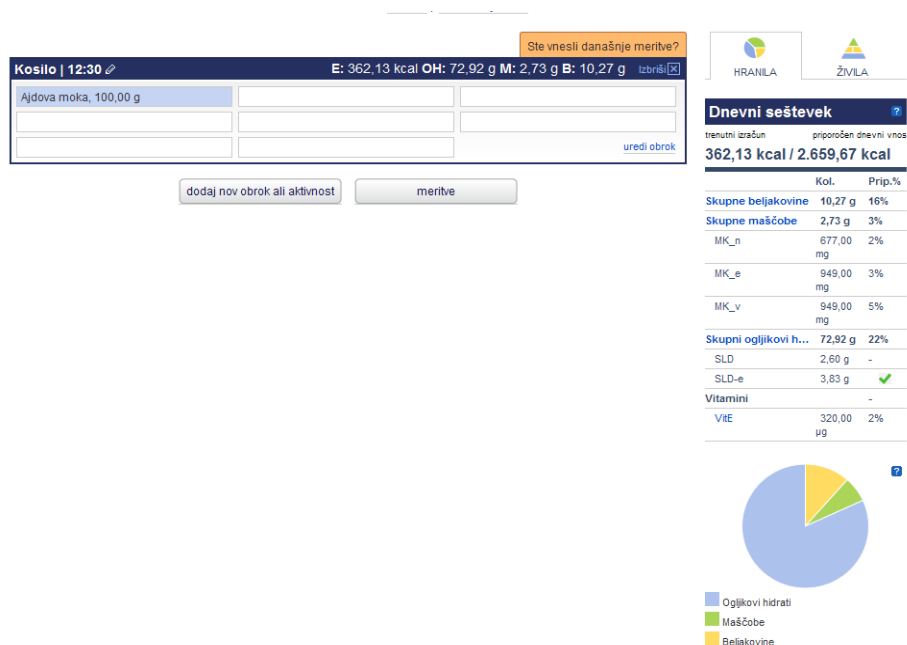 Ste vnesli današnje meritve?
Kosilo | 12:30
E: 362,13 kcal OH: 72,92 g M: 2,73 g B: 10,27 g Izbriši
Ajdova moka, 100,00 g
uredi obrok
dodaj nov obrok ali aktivnost
meritve
HRANILA
ŽIVILA
Dnevni seštevek ?
trenutni izračun priporočen dnevni vnos
362,13 kcal / 2.659,67 kcal
Kol. Prip.%
Skupne beljakovine 10,27 g 16%
Skupne maščobe 2,73 g 3%
MK_n 677,00 mg 2%
MK_e 949,00 mg 3%
MK_v 949,00 mg 5%
Skupni ogljikovi h... 72,92 g 22%
SLD 2,60 g -
SLD-e 3,83 g
Vitamini -
VitE 320,00 µg 2%
?
Ogljikovi hidrati
Maščobe
Beljakovine